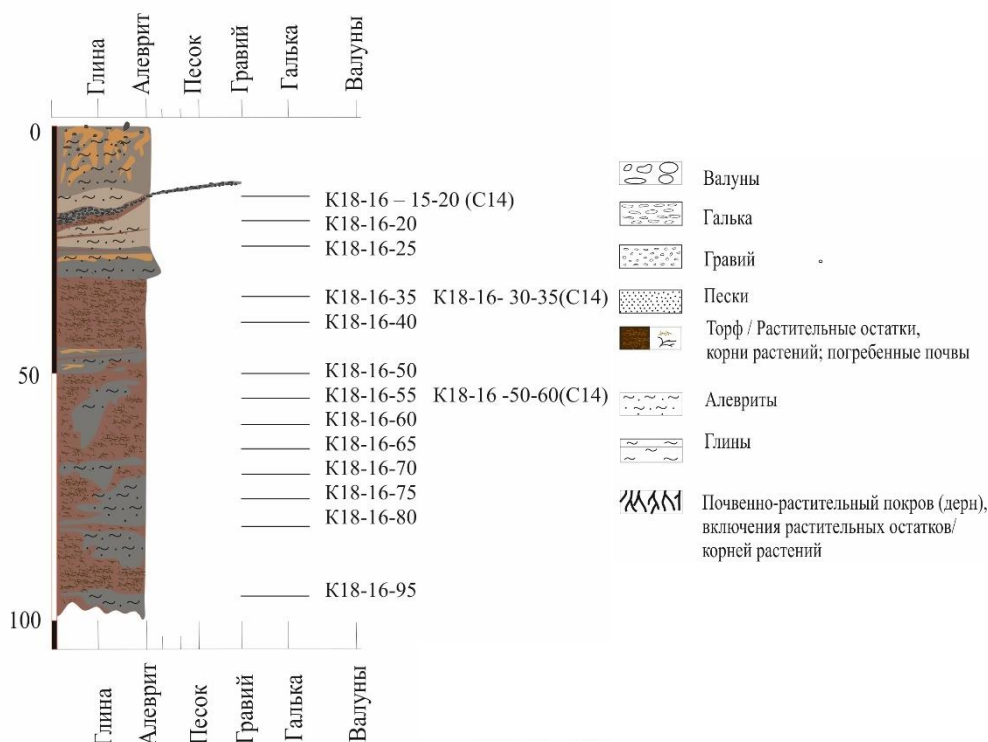 Глина
Алеврит
Песок
Гравий
Галька
Валуны
0
50
100
К18-16 – 15-20 (С14)
К18-16-20
К18-16-25
К18-16-35 К18-16- 30-35(С14)
К18-16-40
К18-16-50
К18-16-55 К18-16 -50-60(С14)
К18-16-60
К18-16-65
К18-16-70
К18-16-75
К18-16-80
К18-16-95
Глина
Алеврит
Песок
Гравий
Галька
Валуны
Валуны
Галька
Гравий
Пески
Торф / Растительные остатки,
корни растений; погребенные почвы
Алевриты
Глины
Почвенно-растительный покров (дерн),
включения растительных остатков/
корней растений